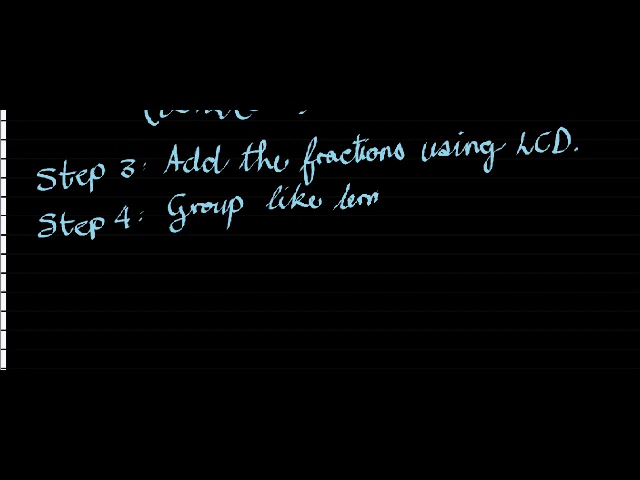 Step 3: Add the fractions using LCD.
Step 4: Group like term